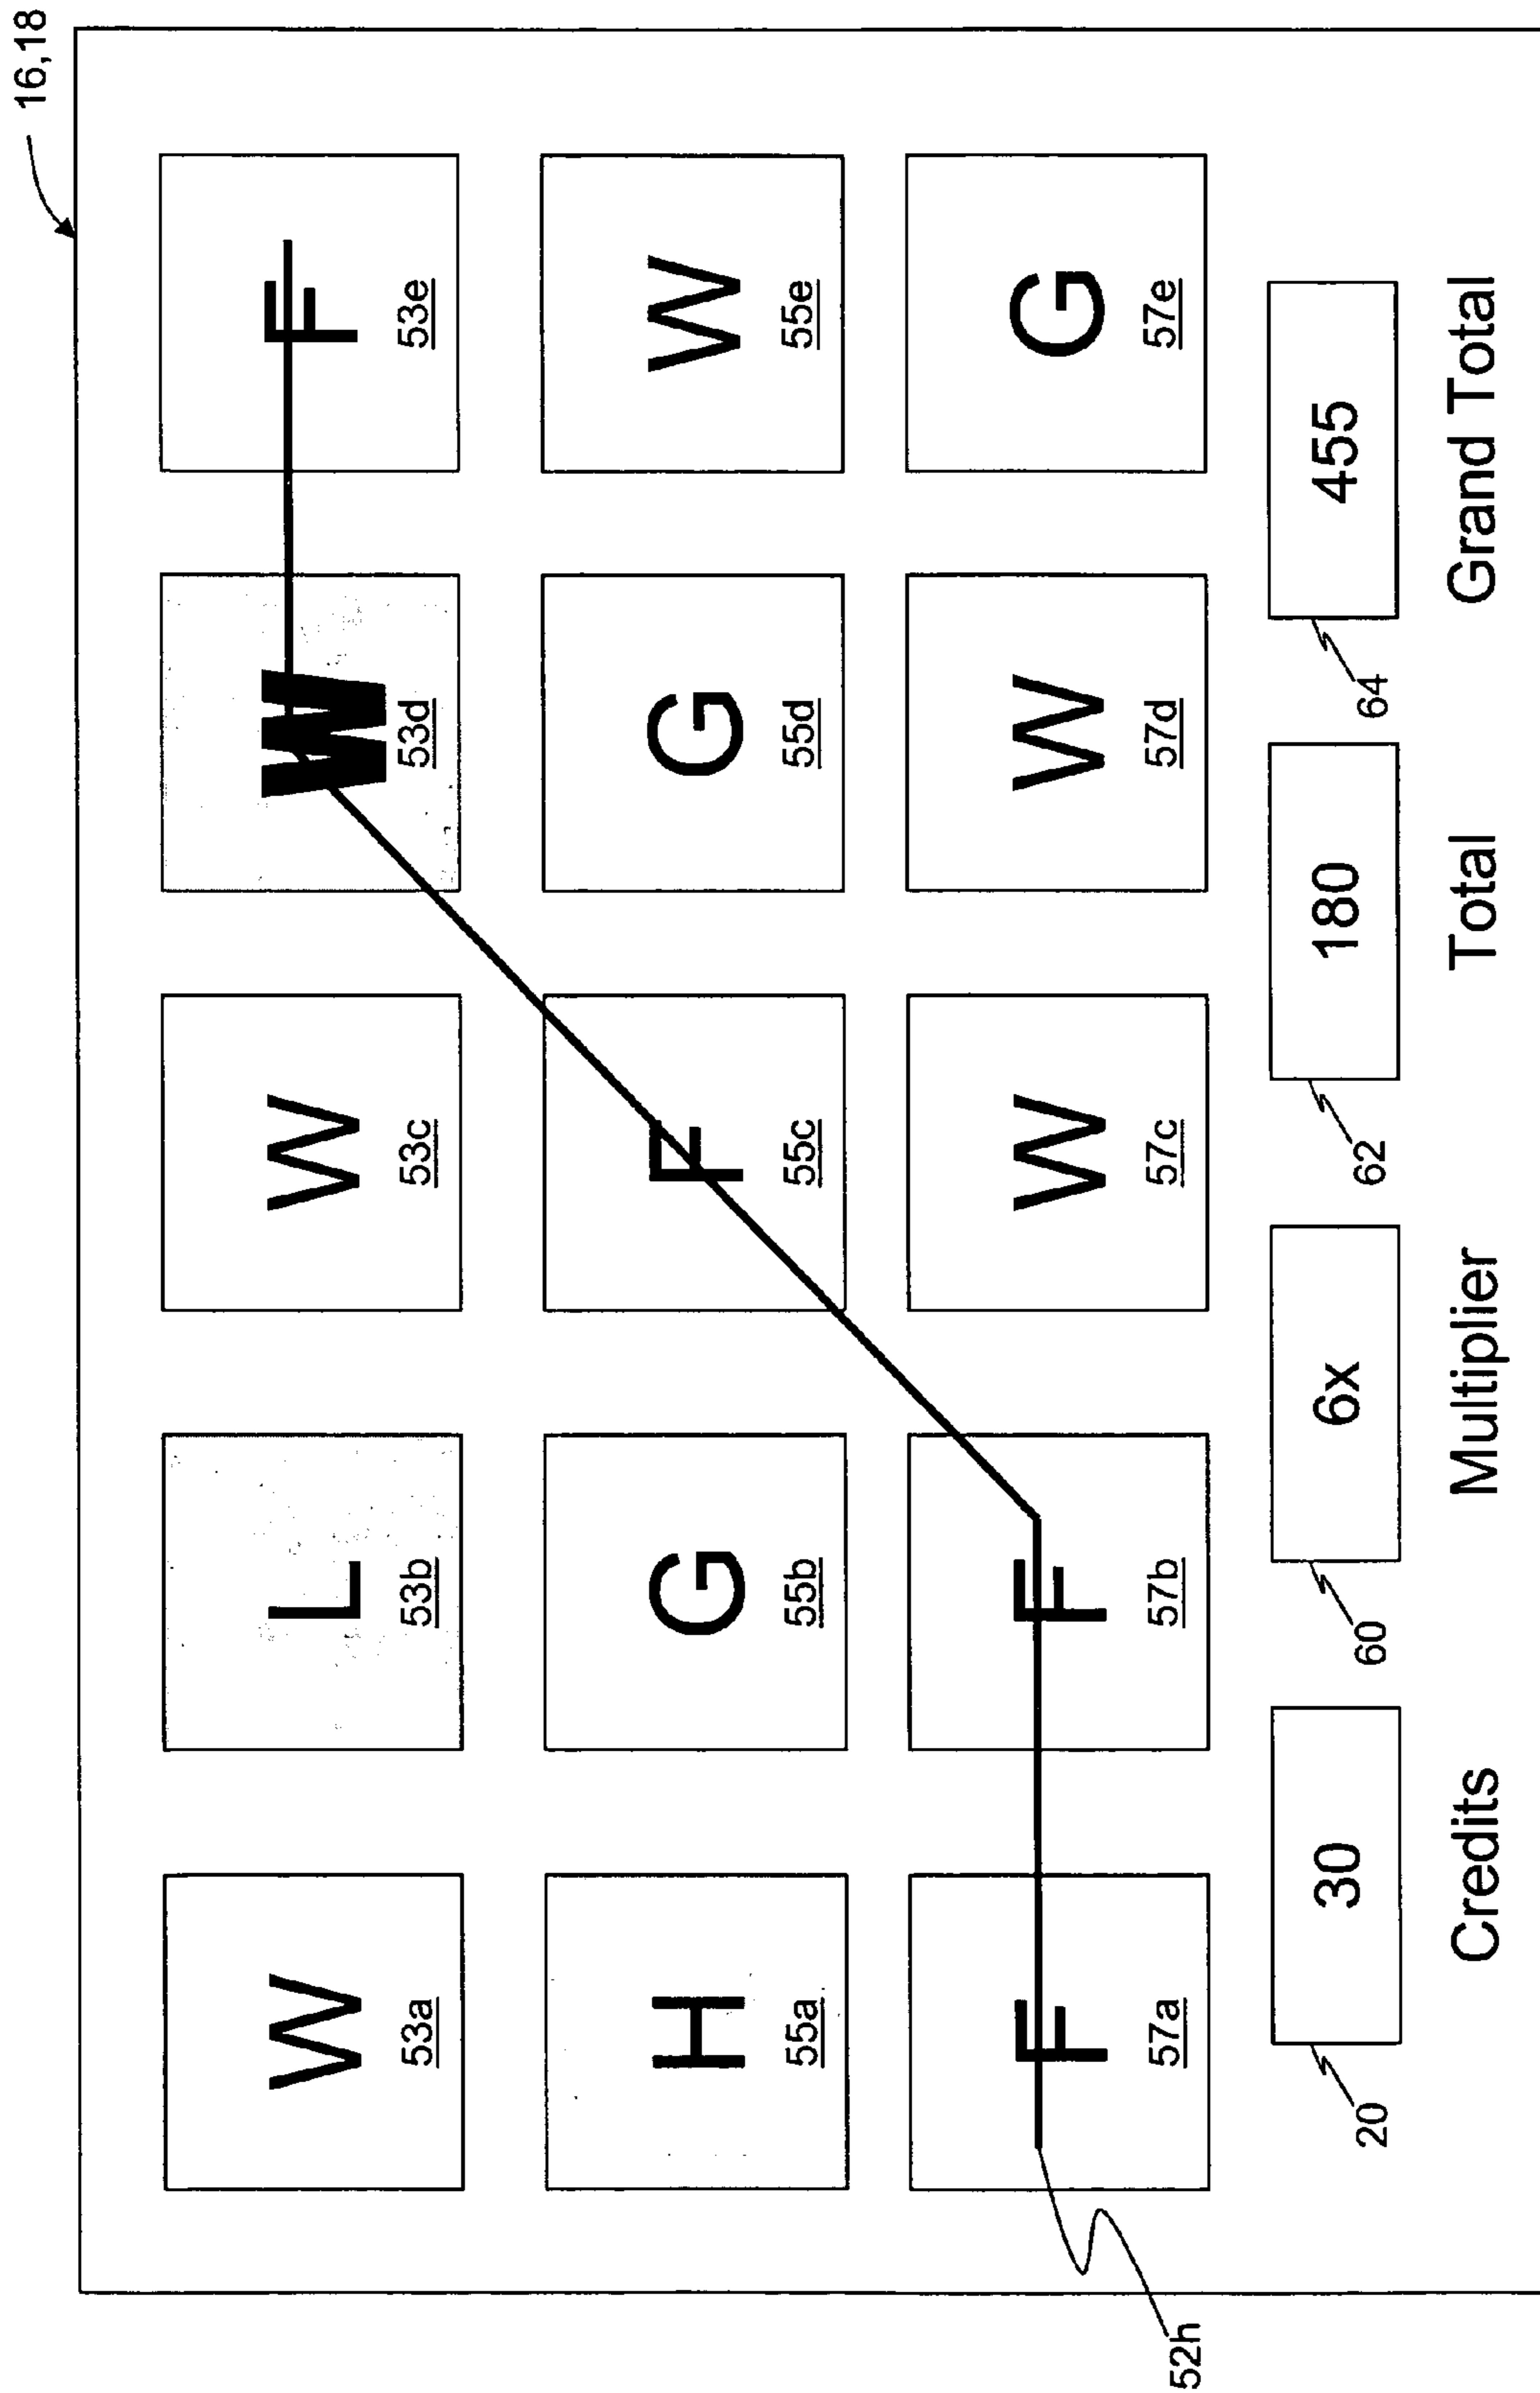 16,18
W L W W F
53a 53b 53c 53d 53e
H G F G W
55a 55b 55c 55d 55e
F F W W G
57a 57b 57c 57d 57e
52h
30 6x 180 455
20 60 62 64
Credits Multiplier Total Grand Total